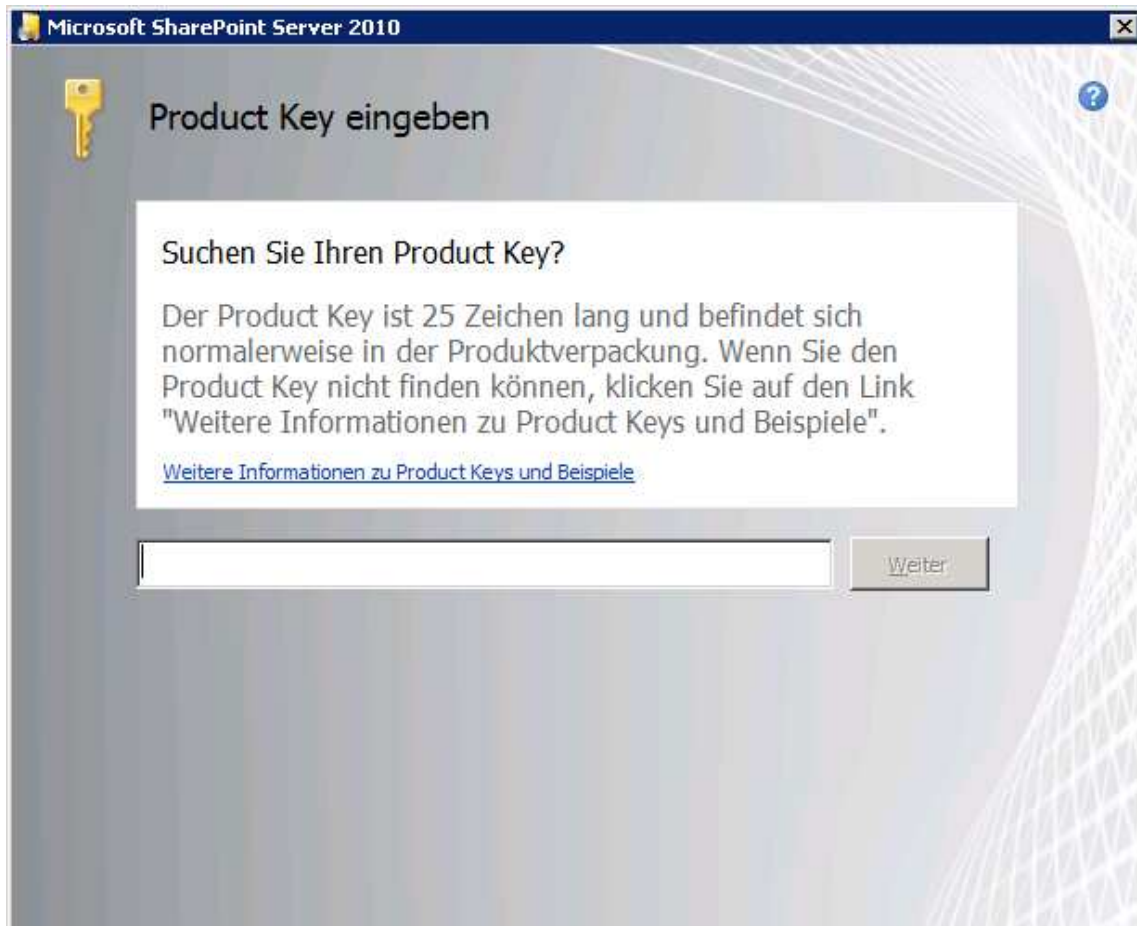 Microsoft SharePoint Server 2010
Product Key eingeben
Suchen Sie Ihren Product Key?
Der Product Key ist 25 Zeichen lang und befindet sich
normalerweise in der Produktverpackung. Wenn Sie den
Product Key nicht finden können, klicken Sie auf den Link
"Weitere Informationen zu Product Keys und Beispiele".
Weitere Informationen zu Product Keys und Beispiele
Weiter